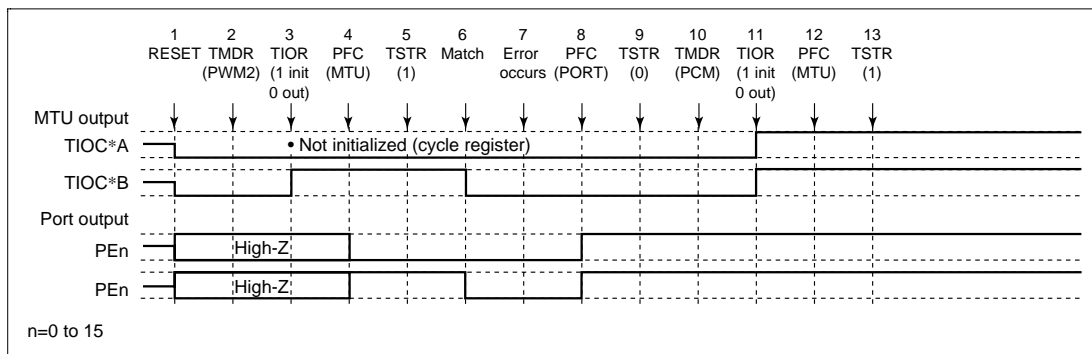 1 2 3 4 5 6 7 8 9 10 11 12 13
RESET TMDR TIOR PFC TSTR Match Error PFC TSTR TMDR TIOR PFC TSTR
(PWM2) (1 init (MTU) (1) occurs (PORT) (0) (PCM) (1 init (MTU) (1)
0 out) 0 out)
MTU output
TIOC*A • Not initialized (cycle register)
TIOC*B
Port output
PEn High-Z
PEn High-Z
n=0 to 15